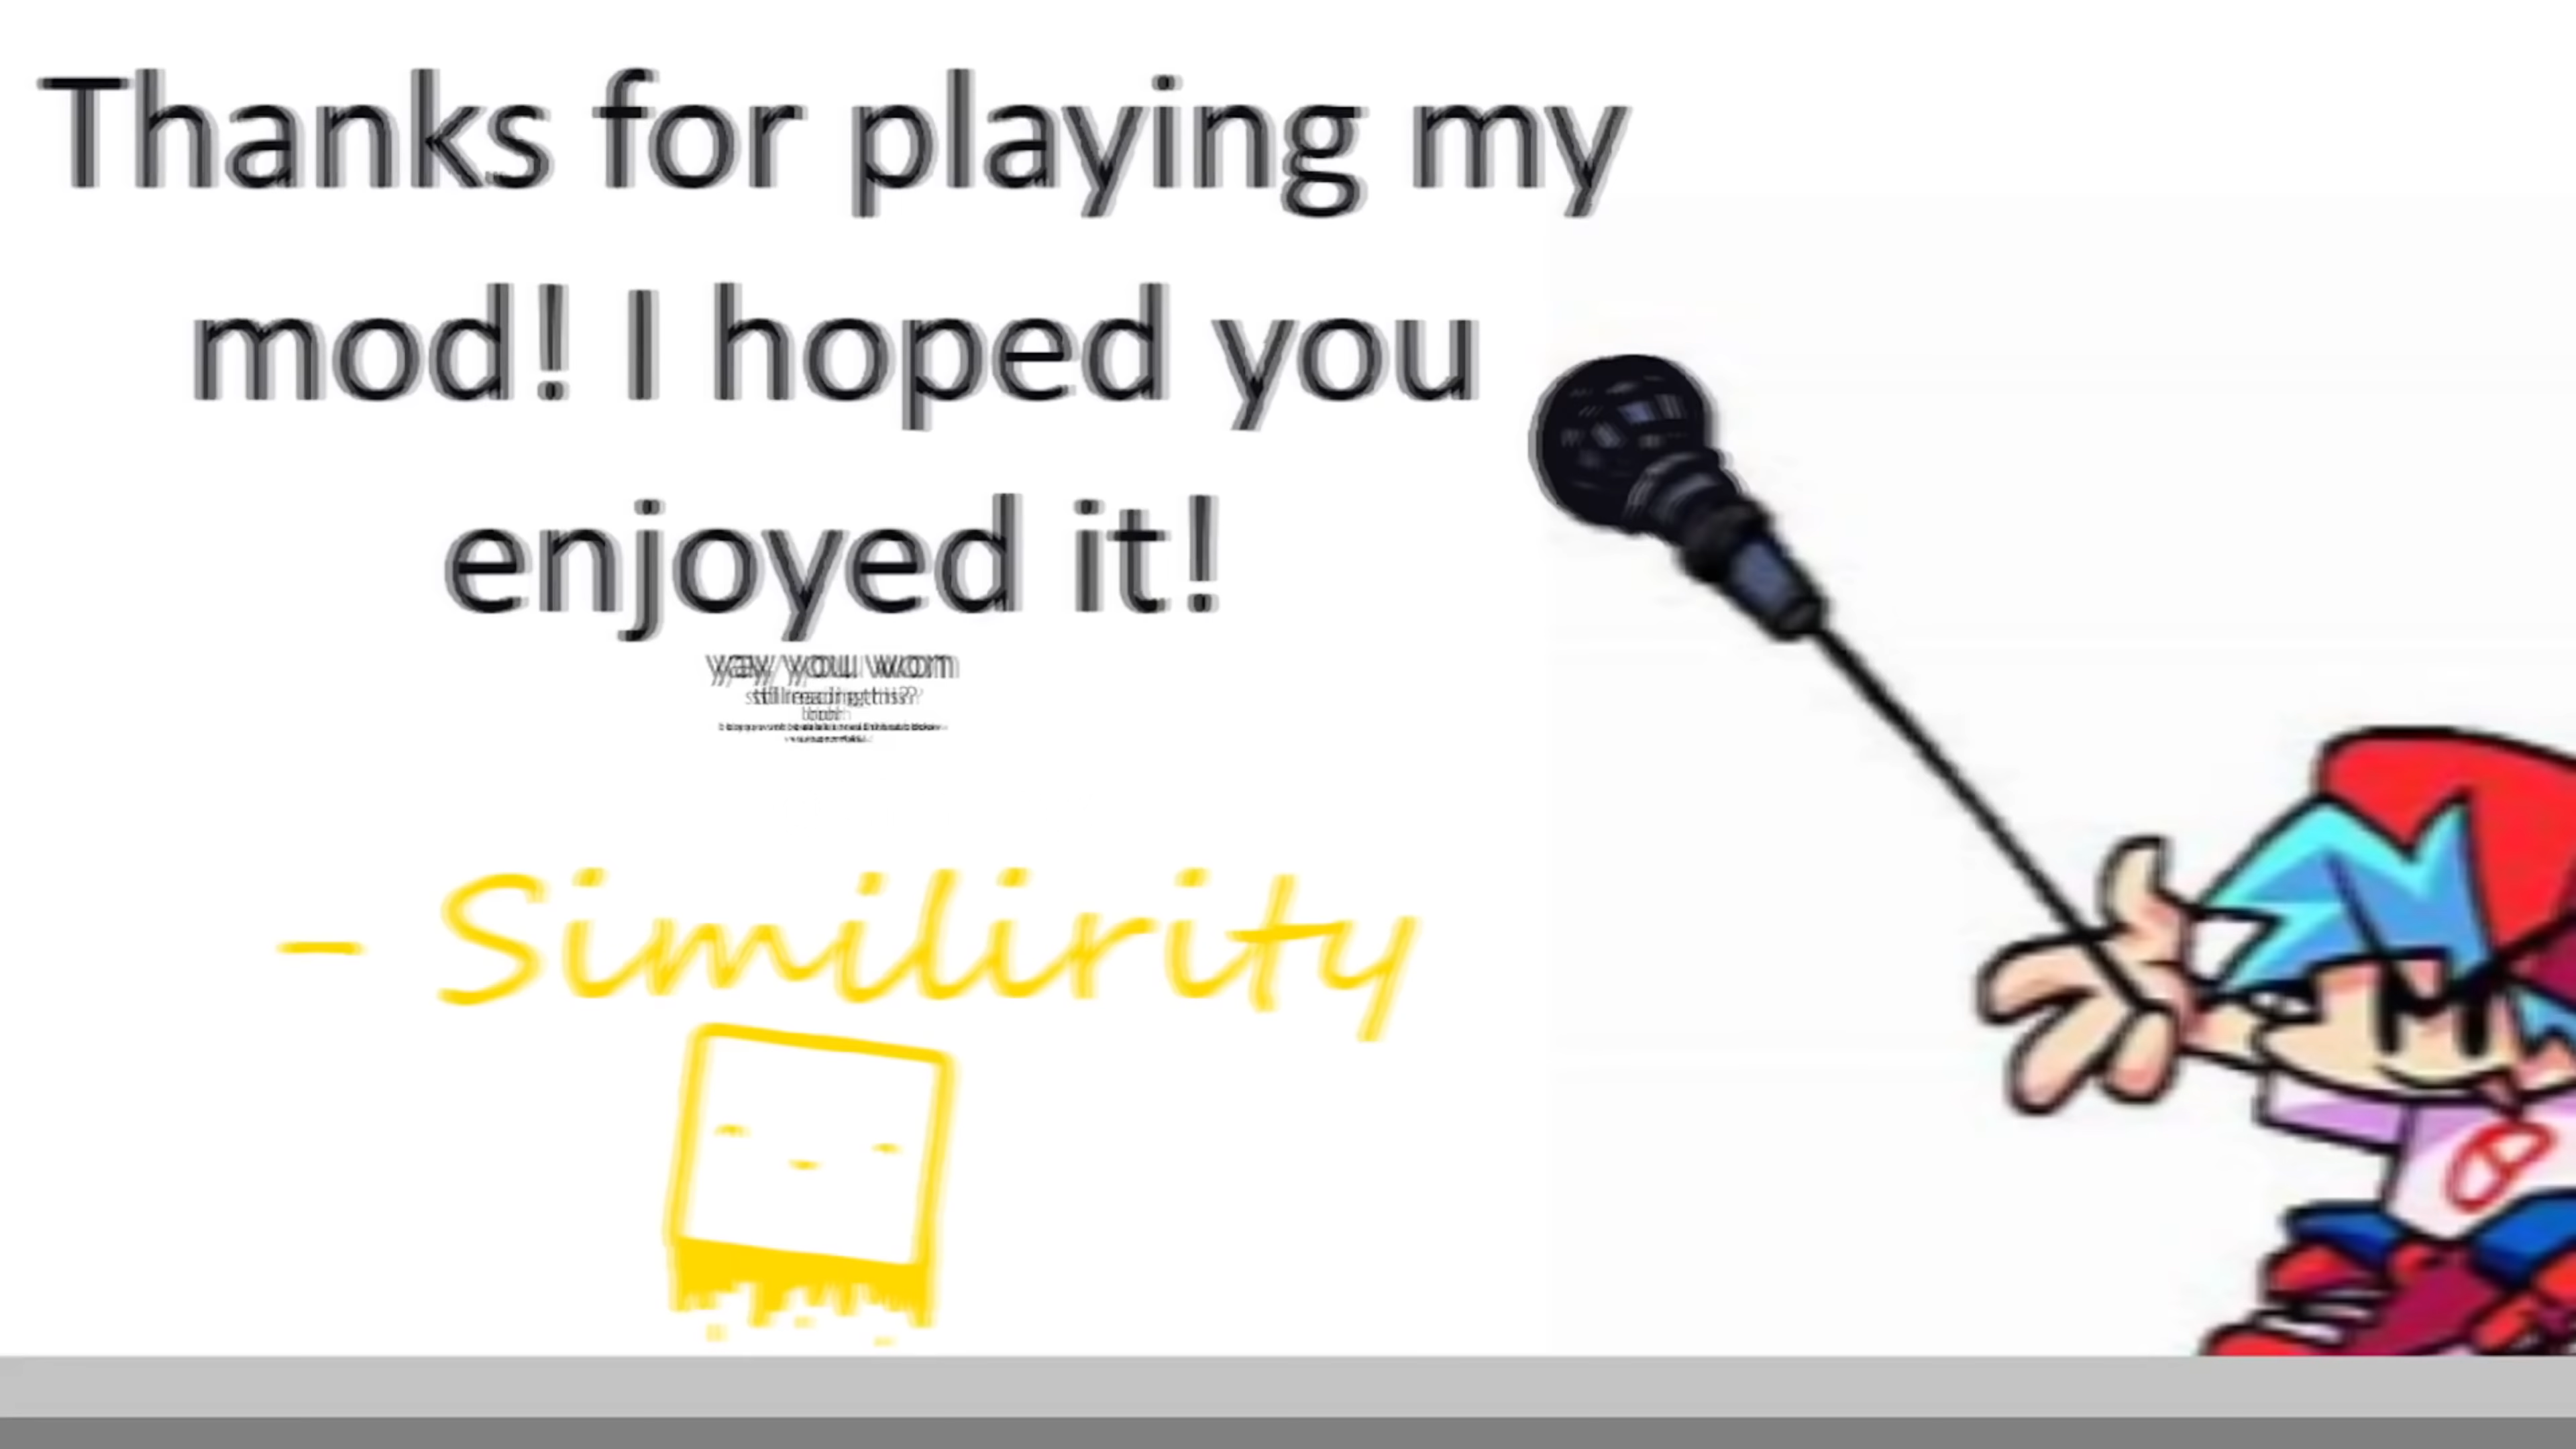 Thanks for playing my
mod! I hoped you
enjoyed it!
yay you won
still reading this??
- Similirity